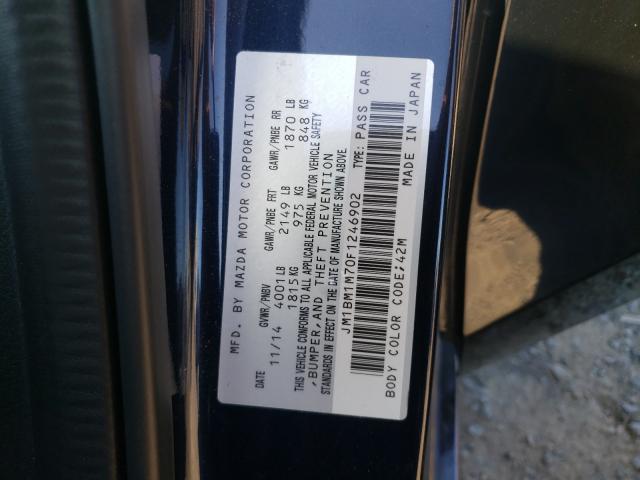 MFD. BY MAZDA MOTOR CORPORATION
DATE GVWR/PNBV GAWR/PNBE FRT GAWR/PNBE RR
11/14 4001 LB 2149 LB 1870 LB
1815 KG 975 KG 848 KG
THIS VEHICLE CONFORMS TO ALL APPLICABLE FEDERAL MOTOR VEHICLE SAFETY
,BUMPER, AND THEFT PREVENTION
STANDARDS IN EFFECT ON THE DATE OF MANUFACTURE SHOWN ABOVE.
JM1BM1M70F1246902 TYPE: PASS CAR
BODY COLOR CODE;42M MADE IN JAPAN